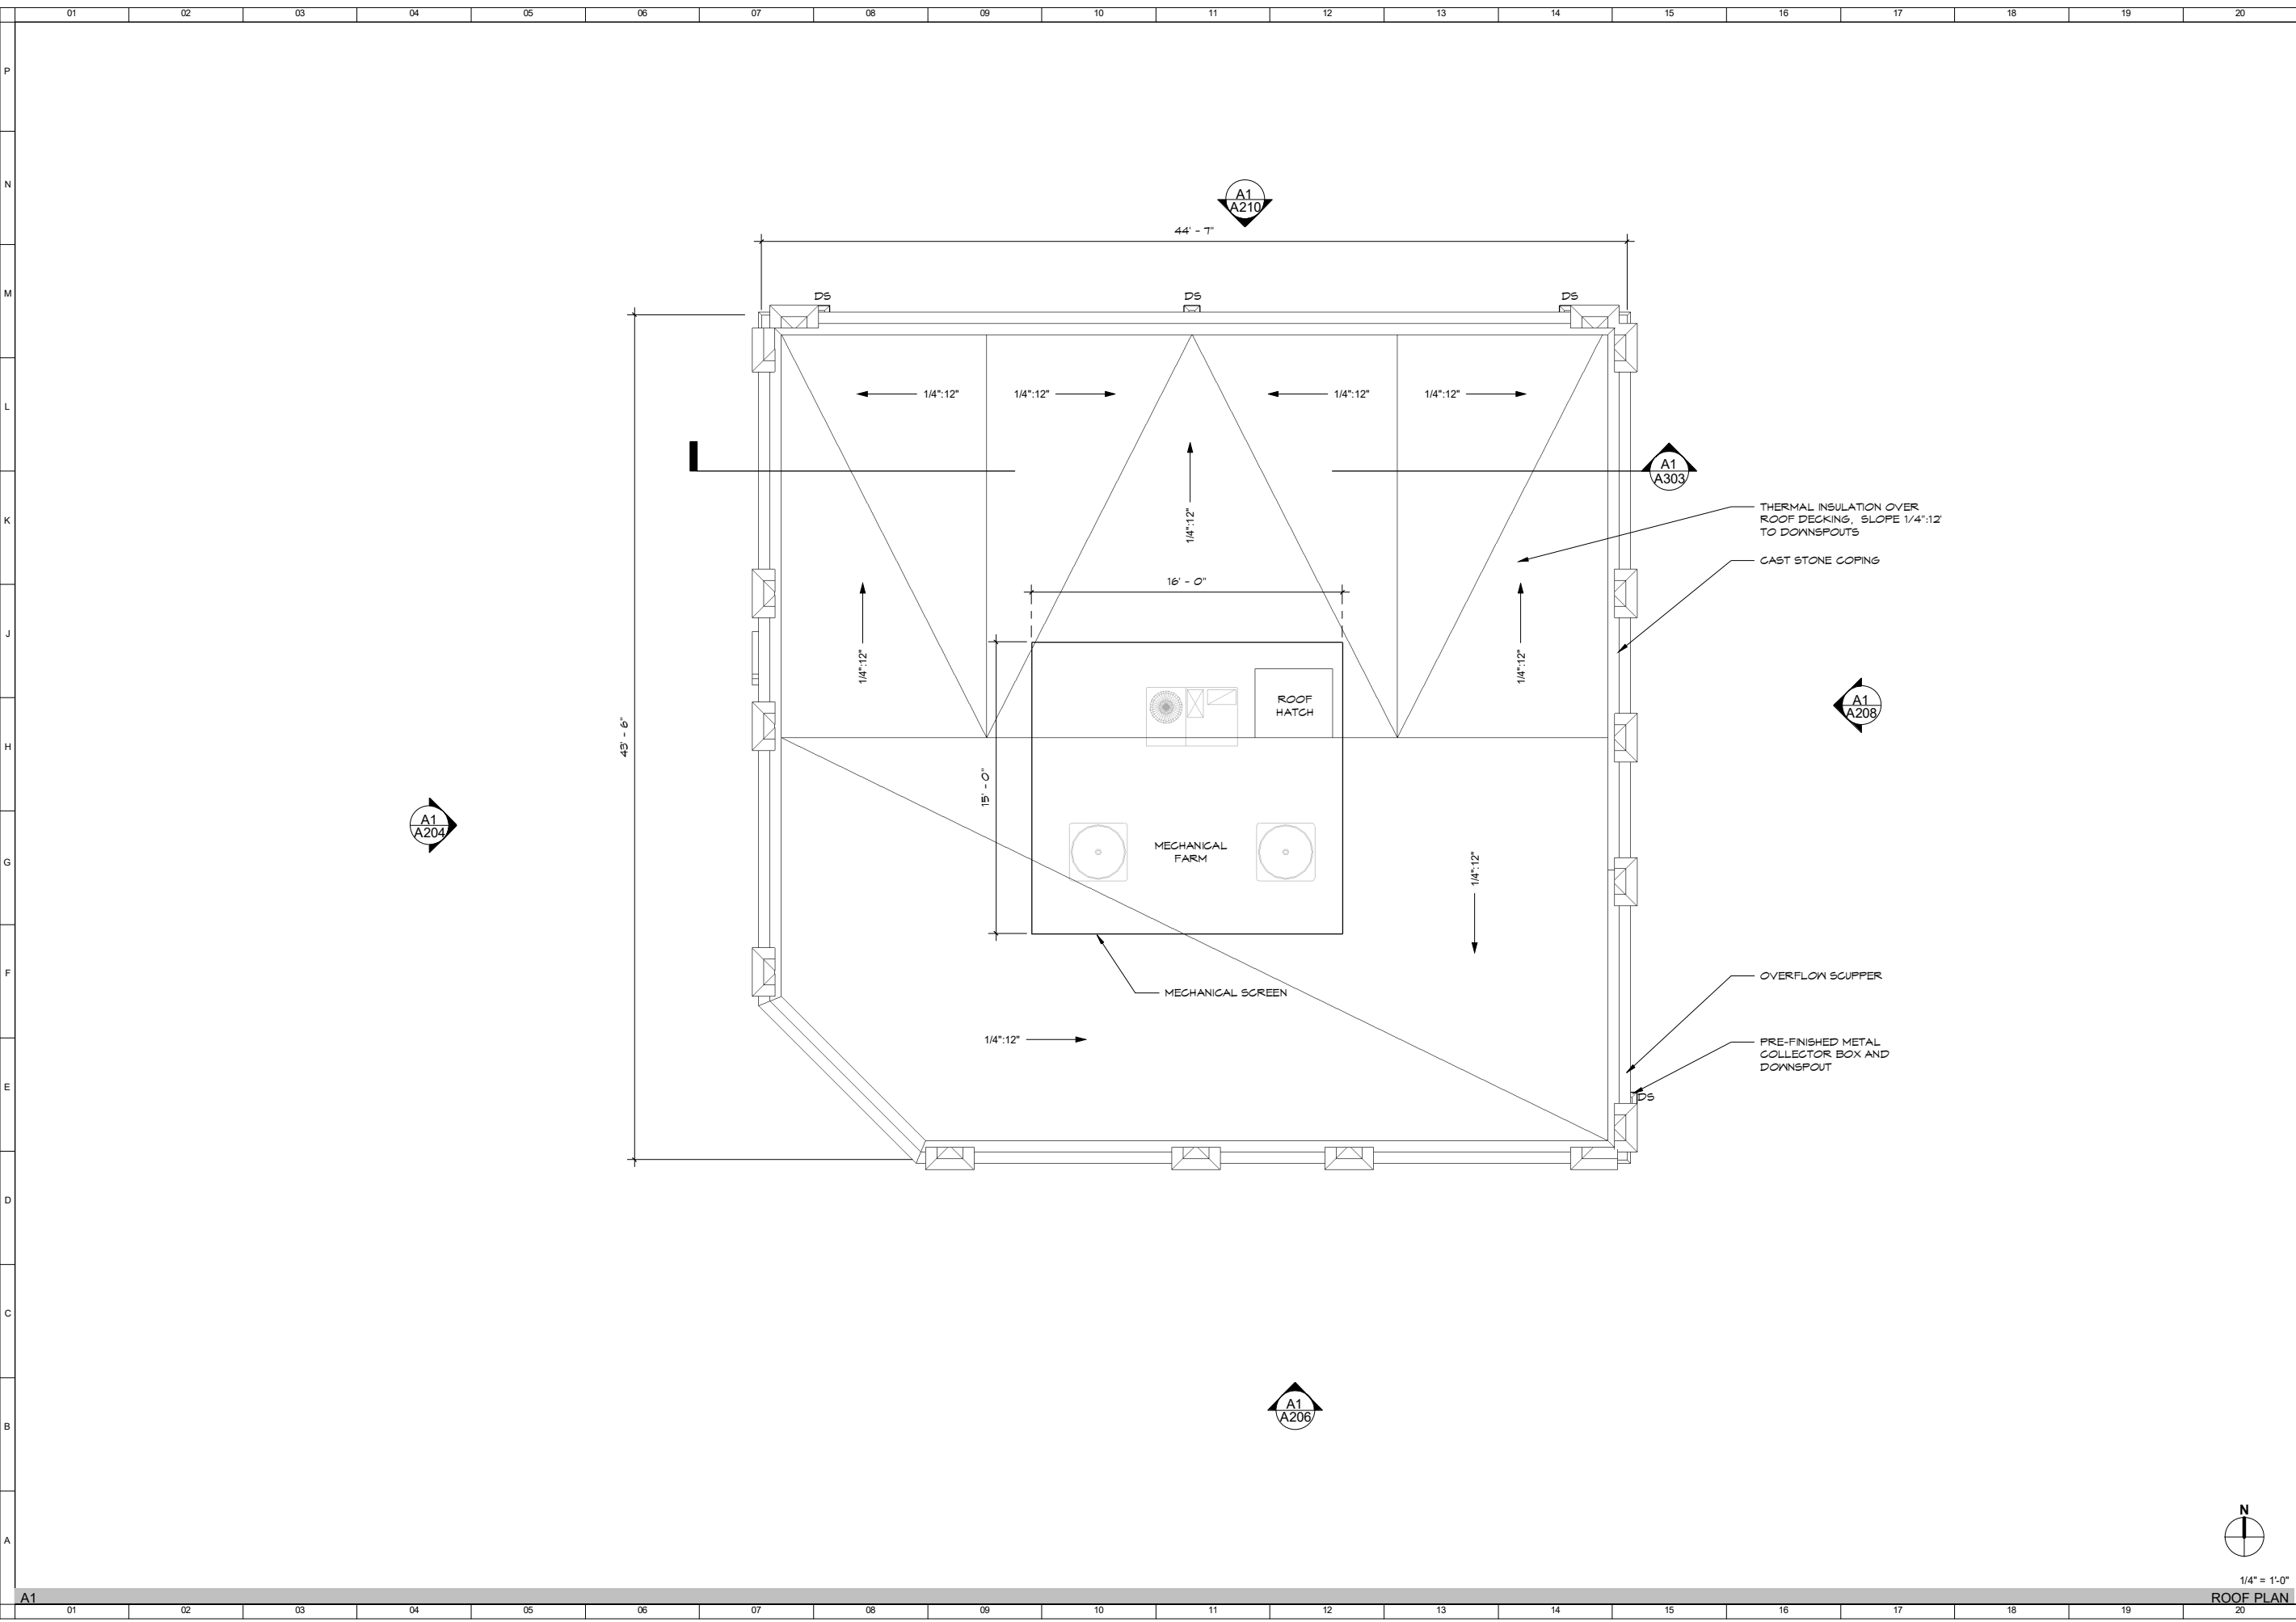 01 02 03 04 05 06 07 08 09 10 11 12 13 14 15 16 17 18 19 20
P
N
M
L
K
J
H
G
F
E
D
C
B
A
A1
A210
44' - 7"
DS DS DS
1/4":12" 1/4":12" 1/4":12" 1/4":12"
A1
A303
THERMAL INSULATION OVER
ROOF DECKING, SLOPE 1/4":12'
TO DOWNSPOUTS
1/4":12"
CAST STONE COPING
16' - 0"
1/4":12"
1/4":12"
ROOF
HATCH
A1
A208
43' - 6"
15' - 0"
A1
A204
MECHANICAL
FARM
1/4":12"
OVERFLOW SCUPPER
MECHANICAL SCREEN
1/4":12"
PRE-FINISHED METAL
COLLECTOR BOX AND
DOWNSPOUT
DS
A1
A206
N
1/4" = 1'-0"
A1 ROOF PLAN
01 02 03 04 05 06 07 08 09 10 11 12 13 14 15 16 17 18 19 20